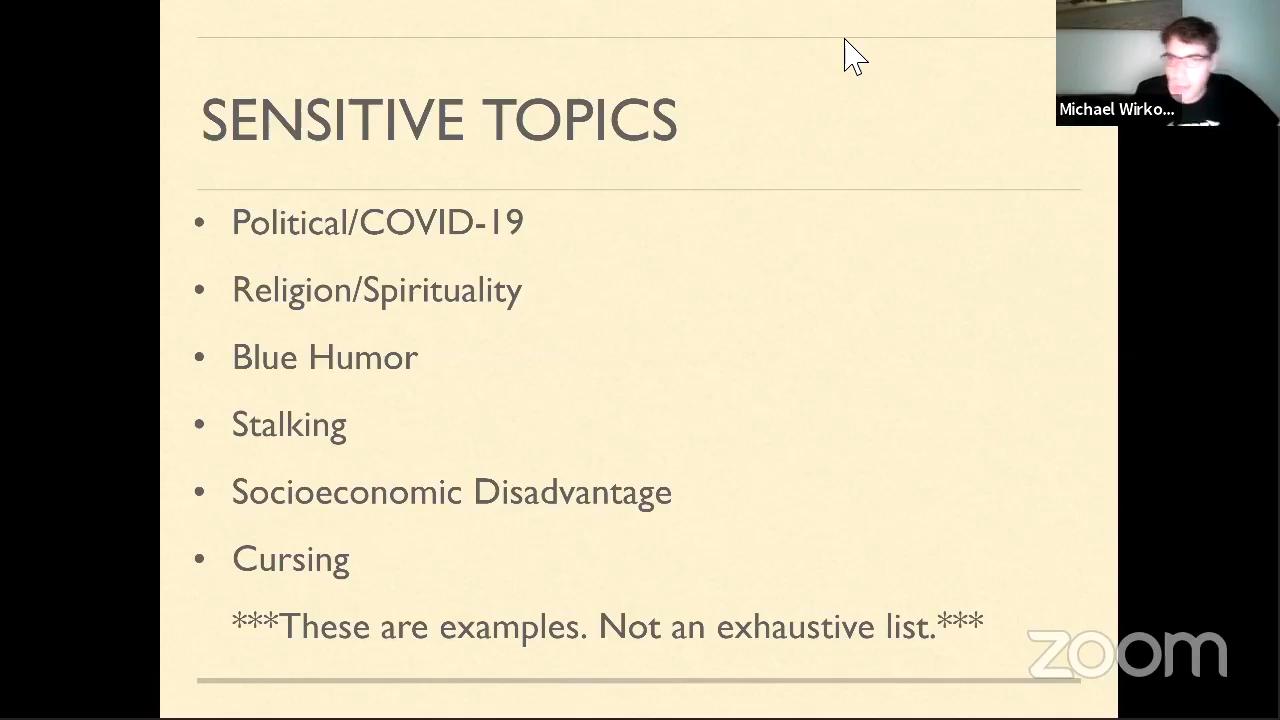 SENSITIVE TOPICS
Michael Wirko...
• Political/COVID-19
• Religion/Spirituality
• Blue Humor
• Stalking
• Socioeconomic Disadvantage
• Cursing
***These are examples. Not an exhaustive list.***
zoom